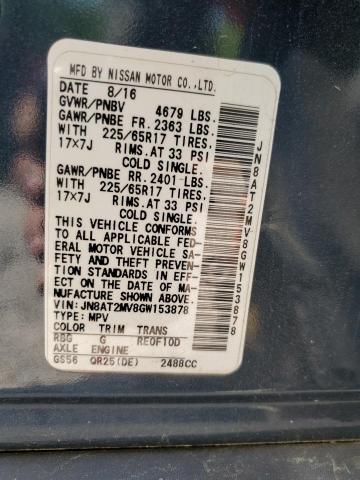 MFD BY NISSAN MOTOR CO.,LTD.
DATE 8/16
GVWR/PNBV 4679 LBS.
GAWR/PNBE FR. 2363 LBS.
WITH 225/65R17 TIRES,
17×7J RIMS.AT 33 PSI
COLD SINGLE.
GAWR/PNBE RR. 2401 LBS.
WITH 225/65R17 TIRES,
17×7J RIMS.AT 33 PSI
COLD SINGLE.
THIS VEHICLE CONFORMS
TO ALL APPLICABLE FED-
ERAL MOTOR VEHICLE SA-
FETY AND THEFT PREVEN-
TION STANDARDS IN EFF-
ECT ON THE DATE OF MA-
NUFACTURE SHOWN ABOVE.
VIN:JN8AT2MV8GW153878
TYPE: MPV
COLOR TRIM TRANS
RBG G RE0F10D
AXLE ENGINE
GS56 QR25(DE) 2488CC
JN8AT2MV8GW153878